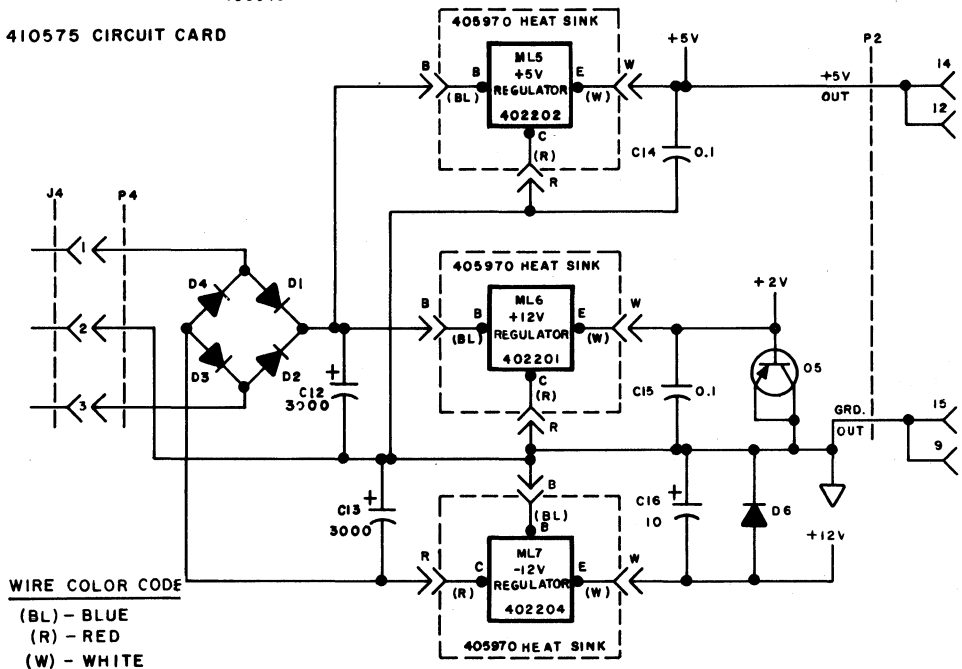 410575 CIRCUIT CARD
405970 HEAT SINK
ML5
+5V
REGULATOR
402202
B
B
(BL)
E
W
(W)
C
(R)
R
+5V
C14
0.1
P2
+5V
OUT
14
12
J4
P4
1
2
3
D4
D1
D3
D2
+
C12
3000
405970 HEAT SINK
ML6
+12V
REGULATOR
402201
B
B
(BL)
E
W
(W)
C
(R)
R
C15
0.1
+2V
O5
GRD.
OUT
15
9
+
C13
3000
B
(BL)
B
ML7
-12V
REGULATOR
402204
R
C
(R)
E
W
(W)
405970 HEAT SINK
+
C16
10
D6
+12V
WIRE COLOR CODE
(BL) - BLUE
(R) - RED
(W) - WHITE